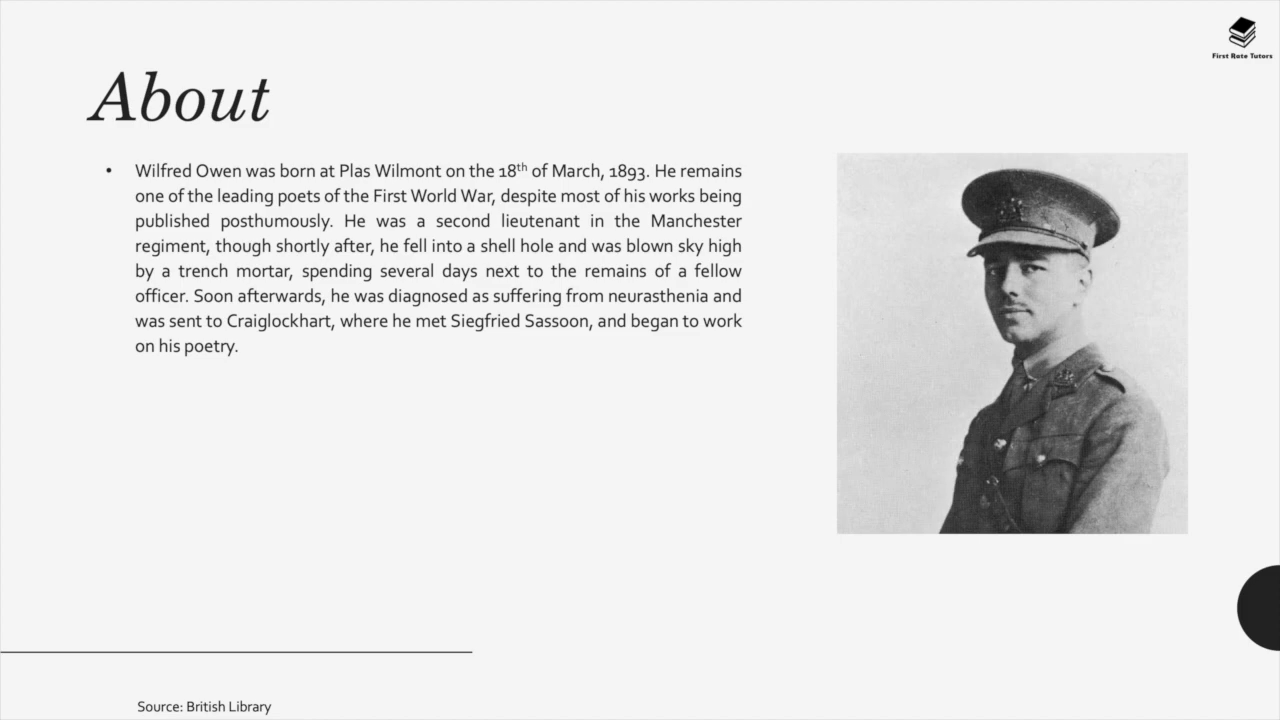 First Rate Tutors
About
• Wilfred Owen was born at Plas Wilmont on the 18th of March, 1893. He remains
one of the leading poets of the First World War, despite most of his works being
published posthumously. He was a second lieutenant in the Manchester
regiment, though shortly after, he fell into a shell hole and was blown sky high
by a trench mortar, spending several days next to the remains of a fellow
officer. Soon afterwards, he was diagnosed as suffering from neurasthenia and
was sent to Craiglockhart, where he met Siegfried Sassoon, and began to work
on his poetry.
Source: British Library